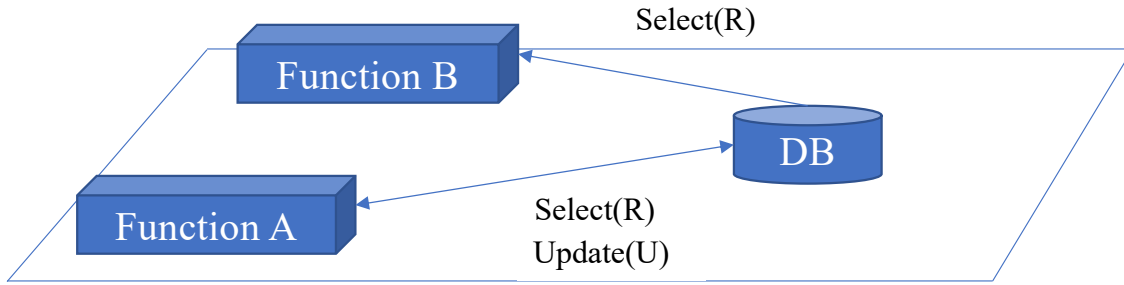 Select(R)
Function B
DB
Function A
Select(R)
Update(U)